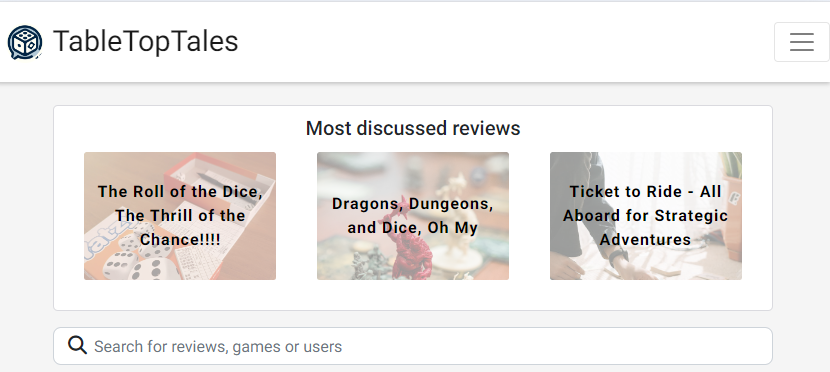 TableTopTales
Most discussed reviews
The Roll of the Dice,
The Thrill of the
Chance!!!!
Dragons, Dungeons,
and Dice, Oh My
Ticket to Ride - All
Aboard for Strategic
Adventures
Search for reviews, games or users